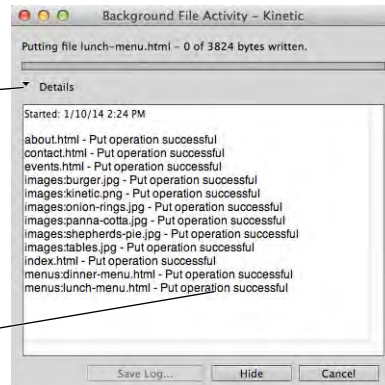 Background File Activity – Kinetic
Putting file lunch-menu.html – 0 of 3824 bytes written.
Details
Started: 1/10/14 2:24 PM
about.html - Put operation successful
contact.html - Put operation successful
events.html - Put operation successful
images:burger.jpg - Put operation successful
images:kinetic.png - Put operation successful
images:onion-rings.jpg - Put operation successful
images:panna-cotta.jpg - Put operation successful
images:shepherds-pie.jpg - Put operation successful
images:tables.jpg - Put operation successful
index.html - Put operation successful
menus:dinner-menu.html - Put operation successful
menus:lunch-menu.html - Put operation successful
Save Log... Hide Cancel